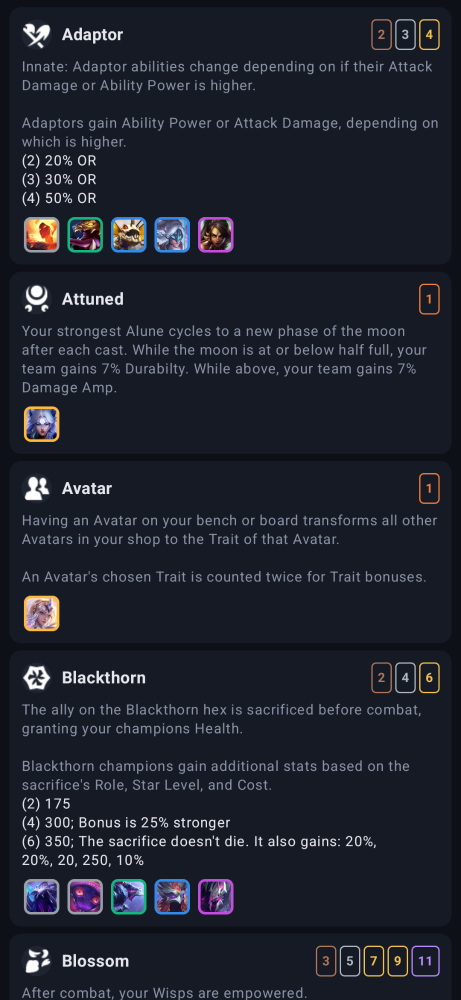 Adaptor
2 3 4
Innate: Adaptor abilities change depending on if their Attack
Damage or Ability Power is higher.
Adaptors gain Ability Power or Attack Damage, depending on
which is higher.
(2) 20% OR
(3) 30% OR
(4) 50% OR
Attuned
1
Your strongest Alune cycles to a new phase of the moon
after each cast. While the moon is at or below half full, your
team gains 7% Durabilty. While above, your team gains 7%
Damage Amp.
Avatar
1
Having an Avatar on your bench or board transforms all other
Avatars in your shop to the Trait of that Avatar.
An Avatar's chosen Trait is counted twice for Trait bonuses.
Blackthorn
2 4 6
The ally on the Blackthorn hex is sacrificed before combat,
granting your champions Health.
Blackthorn champions gain additional stats based on the
sacrifice's Role, Star Level, and Cost.
(2) 175
(4) 300; Bonus is 25% stronger
(6) 350; The sacrifice doesn't die. It also gains: 20%,
20%, 20, 250, 10%
Blossom
3 5 7 9 11
After combat, your Wisps are empowered.